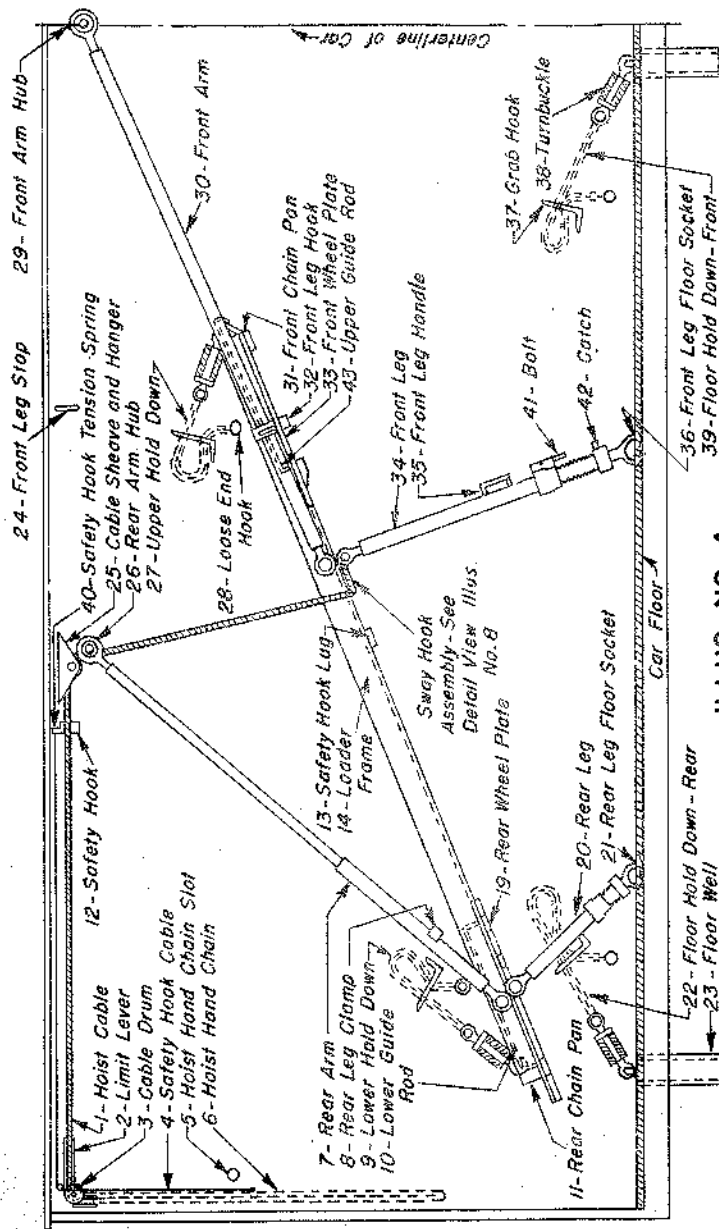 24-Front Leg Stop
29-Front Arm Hub
40-Safety Hook Tension Spring
25-Cable Sheave and Hanger
26-Rear Arm. Hub
27-Upper Hold Down
Centerline of Car
12-Safety Hook
1-Hoist Cable
2-Limit Lever
3-Cable Drum
4-Safety Hook Cable
5-Hoist Hand Chain Slot
6-Hoist Hand Chain
28-Loose End
Hook
30-Front Arm
31-Front Chain Pan
32-Front Leg Hook
33-Front Wheel Plate
43-Upper Guide Rod
13-Safety Hook Lug
14-Loader
Frame
Sway Hook
Assembly-See
Detail View Illus.
No. 8
34-Front Leg
35-Front Leg Handle
41-Bolt
42-Catch
37-Grab Hook
38-Turnbuckle
7-Rear Arm
8-Rear Leg Clamp
9-Lower Hold Down
10-Lower Guide
Rod
11-Rear Chain Pan
19-Rear Wheel Plate
20-Rear Leg
21-Rear Leg Floor Socket
Car Floor
22-Floor Hold Down-Rear
23-Floor Well
36-Front Leg Floor Socket
39-Floor Hold Down-Front